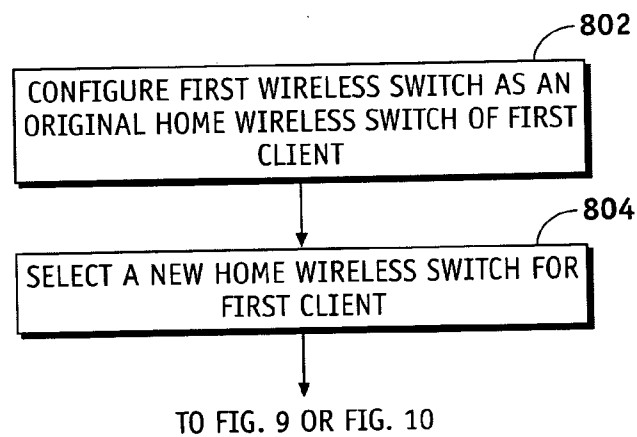 802
CONFIGURE FIRST WIRELESS SWITCH AS AN
ORIGINAL HOME WIRELESS SWITCH OF FIRST
CLIENT
804
SELECT A NEW HOME WIRELESS SWITCH FOR
FIRST CLIENT
TO FIG. 9 OR FIG. 10